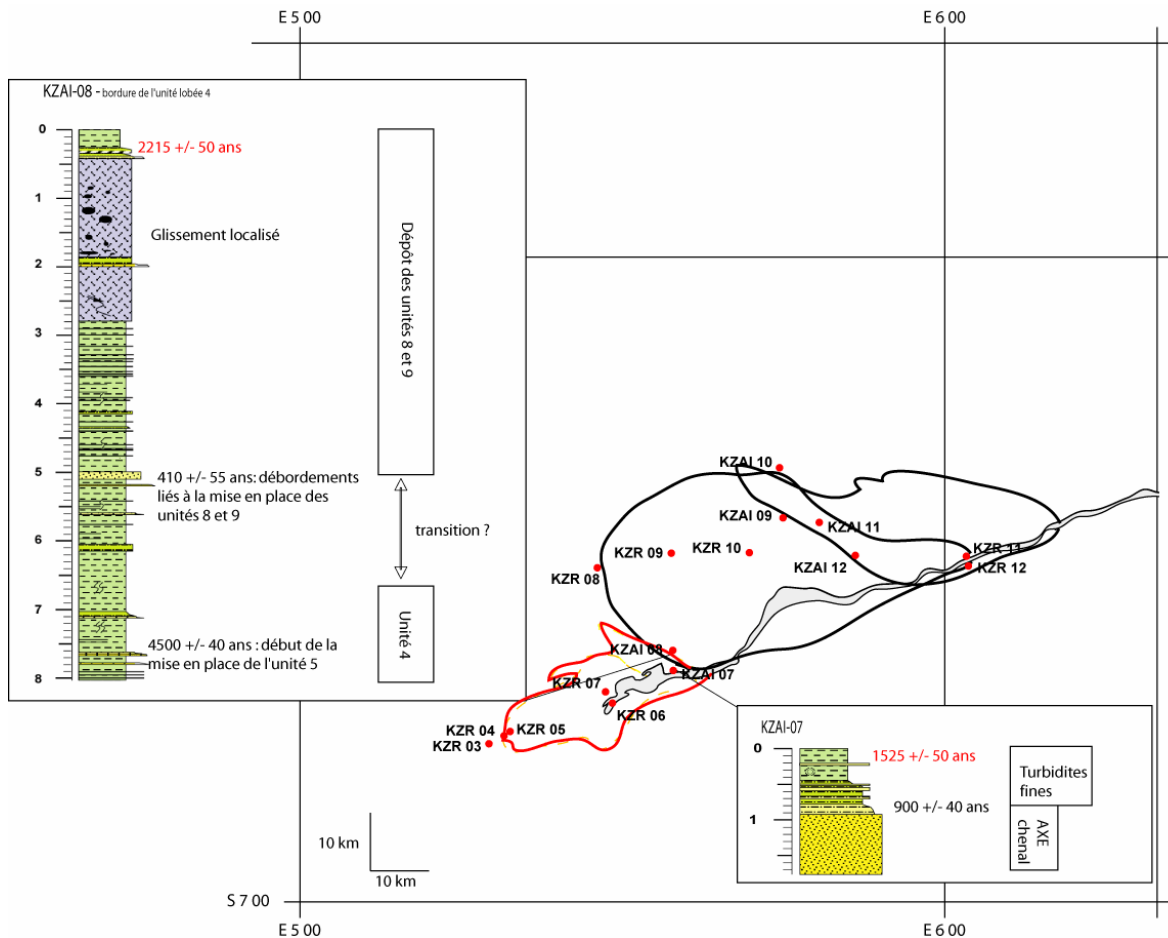 E 5 00
E 6 00
KZAI-08 - bordure de l'unité lobée 4
0
2215 +/- 50 ans
1
Glissement localisé
2
Dépôt des unités 8 et 9
3
4
5
410 +/- 55 ans: débordements
liés à la mise en place des
unités 8 et 9
transition ?
6
7
Unité 4
4500 +/- 40 ans : début de la
mise en place de l'unité 5
8
KZAI 10
KZAI 09
KZAI 11
KZR 09
KZR 10
KZAI 12
KZR 11
KZR 12
KZR 08
KZAI 08
KZAI 07
KZR 07
KZR 06
KZR 04
KZR 05
KZR 03
10 km
10 km
KZAI-07
0
1525 +/- 50 ans
Turbidites
fines
900 +/- 40 ans
1
AXE
chenal
S 7 00
E 5 00
E 6 00